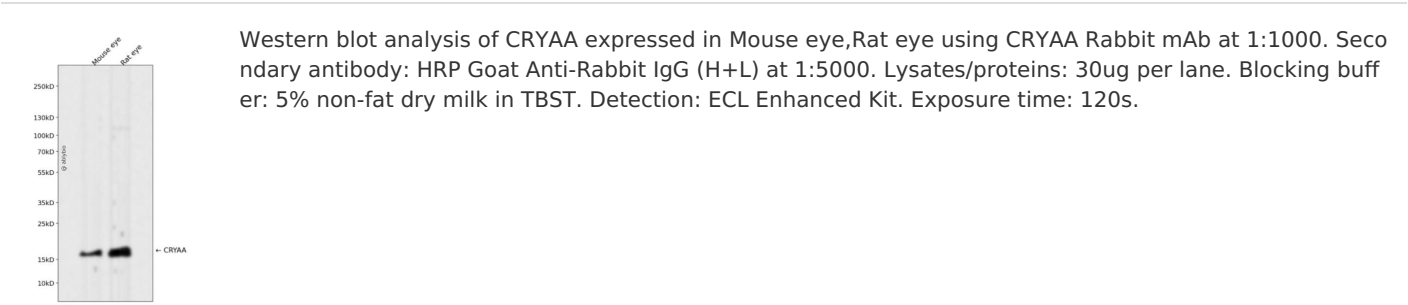 Mouse eye
Rat eye
Western blot analysis of CRYAA expressed in Mouse eye,Rat eye using CRYAA Rabbit mAb at 1:1000. Seco
ndary antibody: HRP Goat Anti-Rabbit IgG (H+L) at 1:5000. Lysates/proteins: 30ug per lane. Blocking buff
er: 5% non-fat dry milk in TBST. Detection: ECL Enhanced Kit. Exposure time: 120s.
250kD
130kD
100kD
70kD
55kD
35kD
25kD
← CRYAA
15kD
10kD